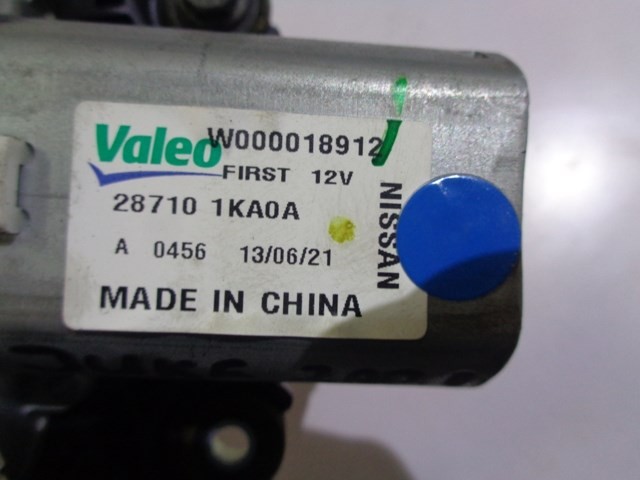 Valeo W000018912
FIRST 12V
28710 1KA0A
A 0456 13/06/21
MADE IN CHINA
NISSAN